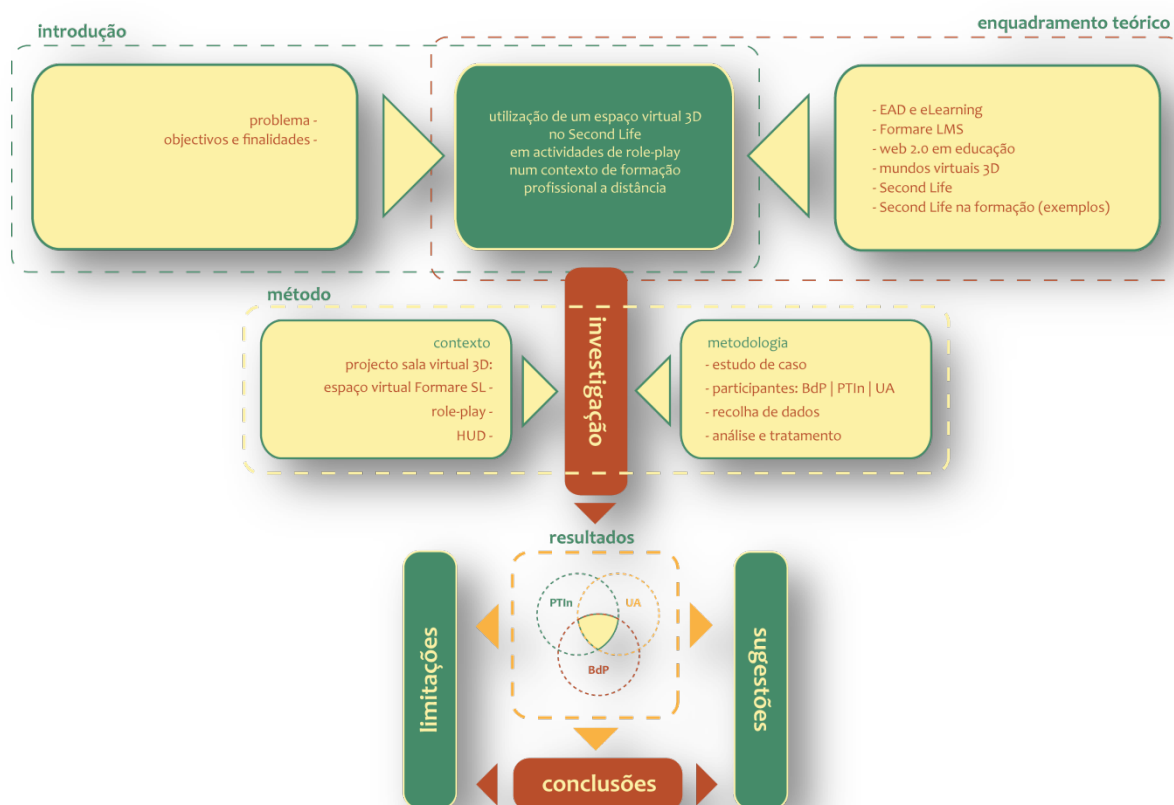 introdução
enquadramento teórico
problema -
objectivos e finalidades -
utilização de um espaço virtual 3D
no Second Life
em actividades de role-play
num contexto de formação
profissional a distância
- EAD e eLearning
- Formare LMS
- web 2.0 em educação
- mundos virtuais 3D
- Second Life
- Second Life na formação (exemplos)
método
contexto
projecto sala virtual 3D:
espaço virtual Formare SL -
role-play -
HUD -
investigação
metodologia
- estudo de caso
- participantes: BdP | PTIn | UA
- recolha de dados
- análise e tratamento
resultados
PTIn
UA
BdP
limitações
sugestões
conclusões